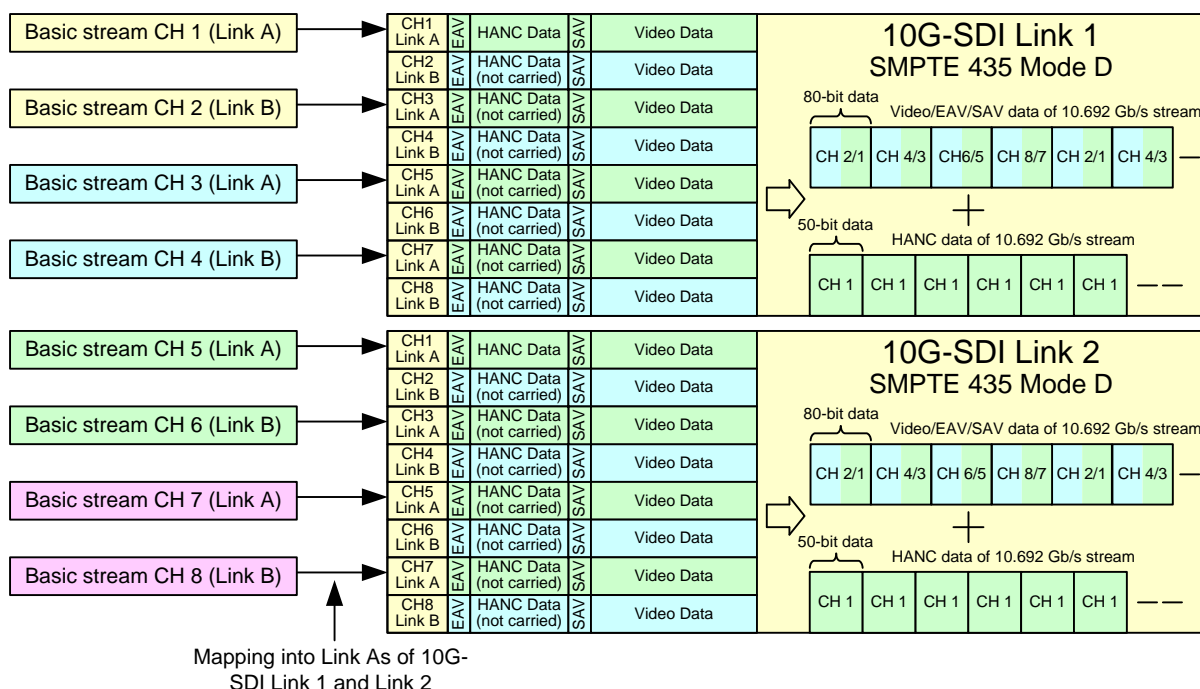 Basic stream CH 1 (Link A)
Basic stream CH 2 (Link B)
Basic stream CH 3 (Link A)
Basic stream CH 4 (Link B)
CH1 Link A EAV HANC Data SAV Video Data
CH2 Link B EAV HANC Data (not carried) SAV Video Data
CH3 Link A EAV HANC Data (not carried) SAV Video Data
CH4 Link B EAV HANC Data (not carried) SAV Video Data
CH5 Link A EAV HANC Data (not carried) SAV Video Data
CH6 Link B EAV HANC Data (not carried) SAV Video Data
CH7 Link A EAV HANC Data (not carried) SAV Video Data
CH8 Link B EAV HANC Data (not carried) SAV Video Data
10G-SDI Link 1
SMPTE 435 Mode D
80-bit data
Video/EAV/SAV data of 10.692 Gb/s stream
CH 2/1 CH 4/3 CH6/5 CH 8/7 CH 2/1 CH 4/3
50-bit data
HANC data of 10.692 Gb/s stream
CH 1 CH 1 CH 1 CH 1 CH 1 CH 1
Basic stream CH 5 (Link A)
Basic stream CH 6 (Link B)
Basic stream CH 7 (Link A)
Basic stream CH 8 (Link B)
CH1 Link A EAV HANC Data SAV Video Data
CH2 Link B EAV HANC Data (not carried) SAV Video Data
CH3 Link A EAV HANC Data (not carried) SAV Video Data
CH4 Link B EAV HANC Data (not carried) SAV Video Data
CH5 Link A EAV HANC Data (not carried) SAV Video Data
CH6 Link B EAV HANC Data (not carried) SAV Video Data
CH7 Link A EAV HANC Data (not carried) SAV Video Data
CH8 Link B EAV HANC Data (not carried) SAV Video Data
10G-SDI Link 2
SMPTE 435 Mode D
80-bit data
Video/EAV/SAV data of 10.692 Gb/s stream
CH 2/1 CH 4/3 CH 6/5 CH 8/7 CH 2/1 CH 4/3
50-bit data
HANC data of 10.692 Gb/s stream
CH 1 CH 1 CH 1 CH 1 CH 1 CH 1
Mapping into Link As of 10G-
SDI Link 1 and Link 2